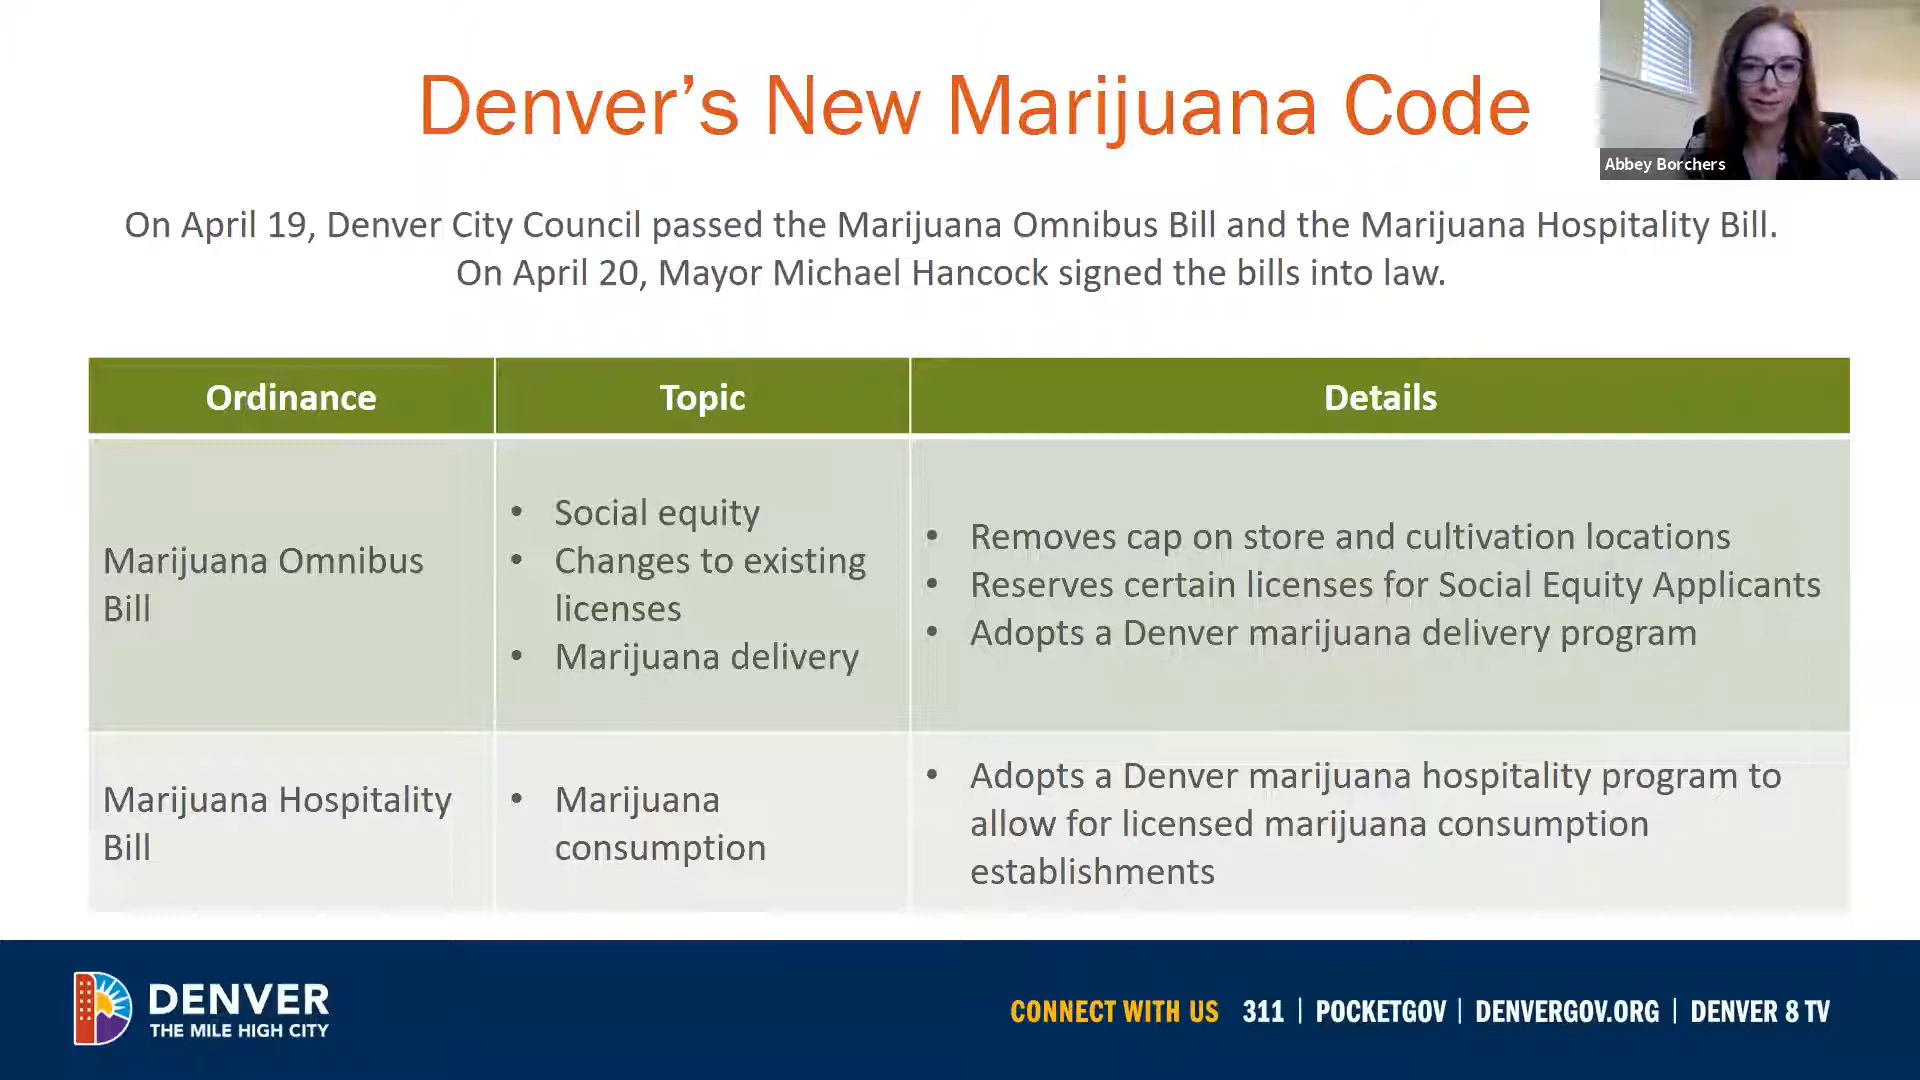 Denver’s New Marijuana Code
Abbey Borchers
On April 19, Denver City Council passed the Marijuana Omnibus Bill and the Marijuana Hospitality Bill.
On April 20, Mayor Michael Hancock signed the bills into law.
Ordinance
Topic
Details
Marijuana Omnibus
Bill
• Social equity
• Changes to existing
licenses
• Marijuana delivery
• Removes cap on store and cultivation locations
• Reserves certain licenses for Social Equity Applicants
• Adopts a Denver marijuana delivery program
Marijuana Hospitality
Bill
• Marijuana
consumption
• Adopts a Denver marijuana hospitality program to
allow for licensed marijuana consumption
establishments
DENVER
THE MILE HIGH CITY
CONNECT WITH US 311 | POCKETGOV | DENVERGOV.ORG | DENVER 8 TV